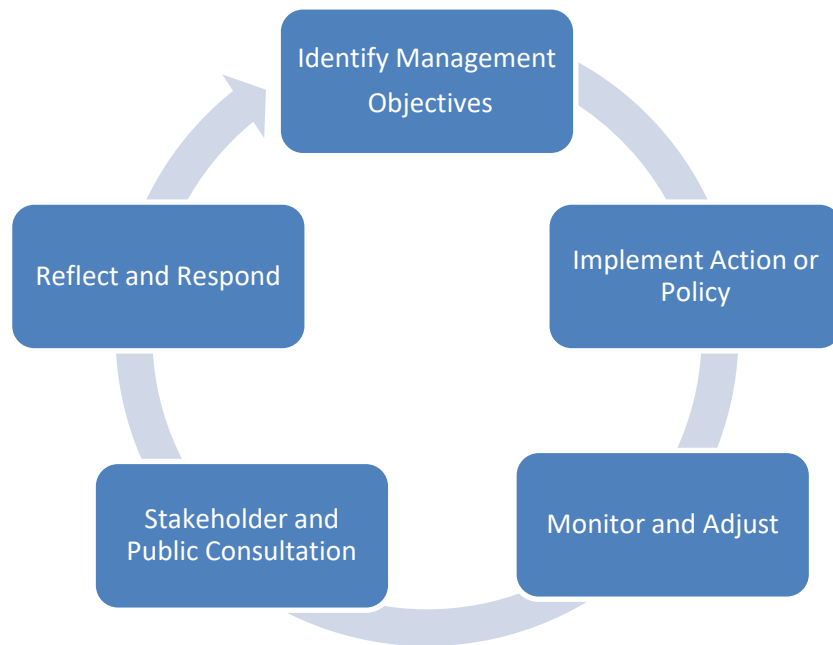 Identify Management
Objectives
Implement Action or
Policy
Monitor and Adjust
Stakeholder and
Public Consultation
Reflect and Respond